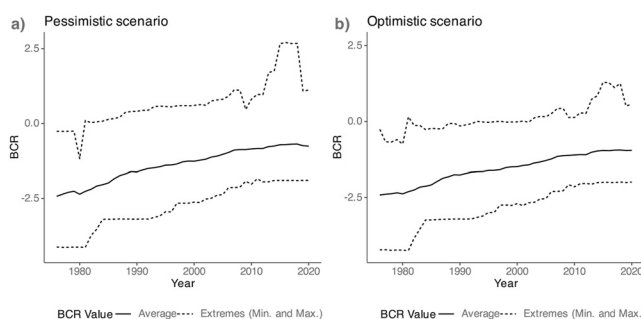 a) Pessimistic scenario
2.5
0.0
-2.5
BCR
1980 1990 2000 2010 2020
Year
BCR Value Average Extremes (Min. and Max.)
b) Optimistic scenario
2.5
0.0
-2.5
BCR
1980 1990 2000 2010 2020
Year
BCR Value Average Extremes (Min. and Max.)